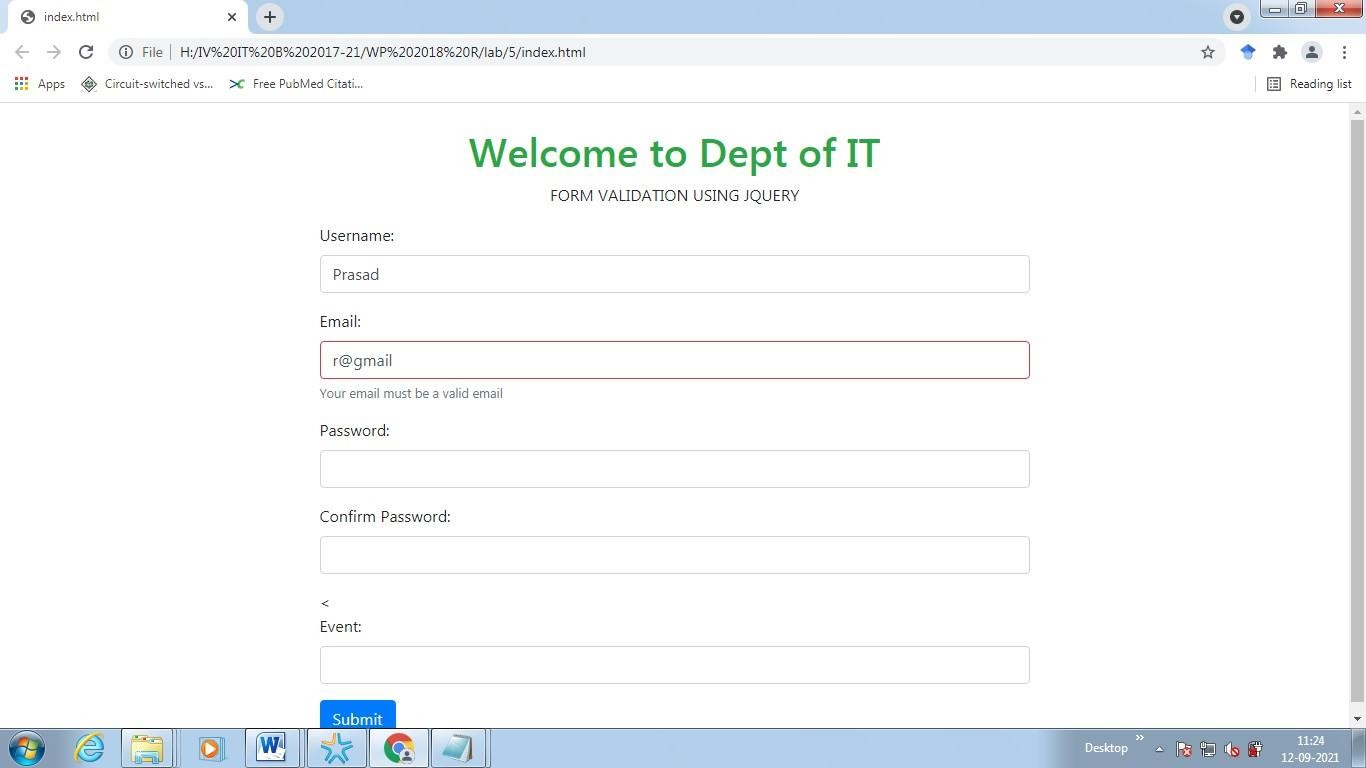 index.html
File H:/IV%20IT%20B%202017-21/WP%202018%20R/lab/5/index.html
Apps Circuit-switched vs... Free PubMed Citati... Reading list
Welcome to Dept of IT
FORM VALIDATION USING JQUERY
Username:
Prasad
Email:
r@gmail
Your email must be a valid email
Password:
Confirm Password:
<
Event:
Submit
Desktop
11:24
12-09-2021